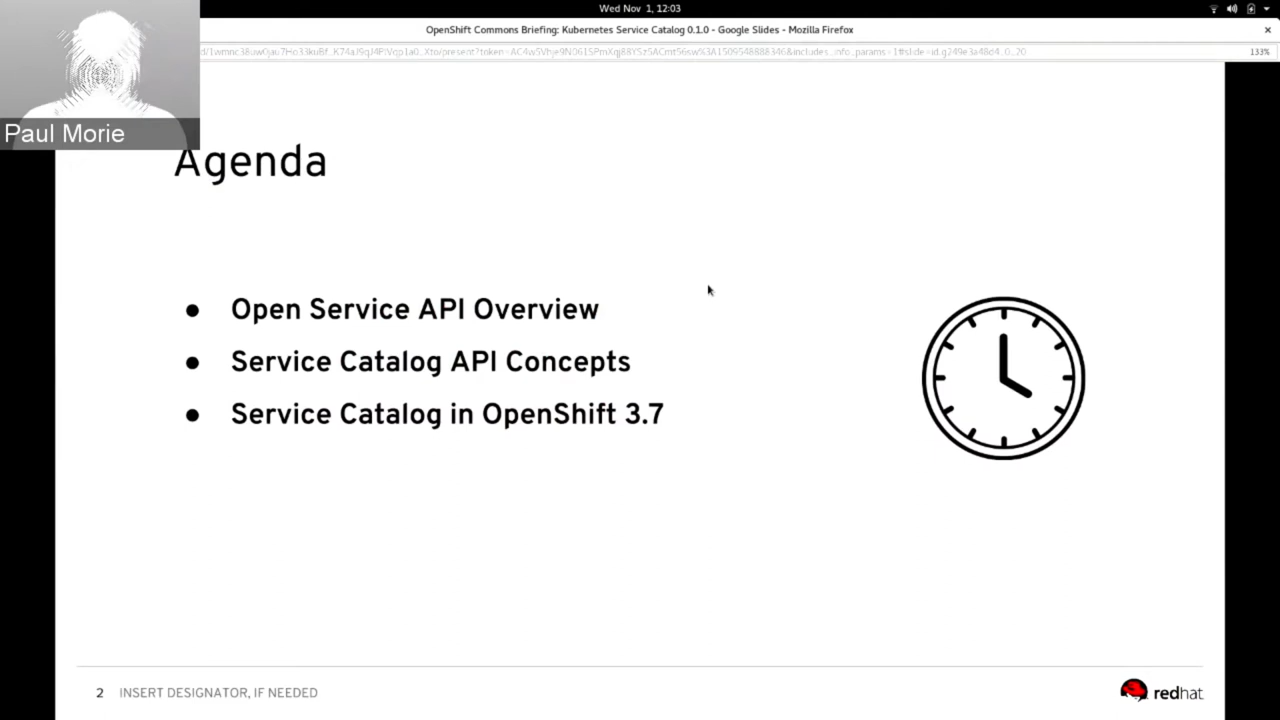 Wed Nov 1, 12:03
OpenShift Commons Briefing: Kubernetes Service Catalog 0.1.0 - Google Slides - Mozilla Firefox
133%
Paul Morie
Agenda
● Open Service API Overview
● Service Catalog API Concepts
● Service Catalog in OpenShift 3.7
2 INSERT DESIGNATOR, IF NEEDED
redhat